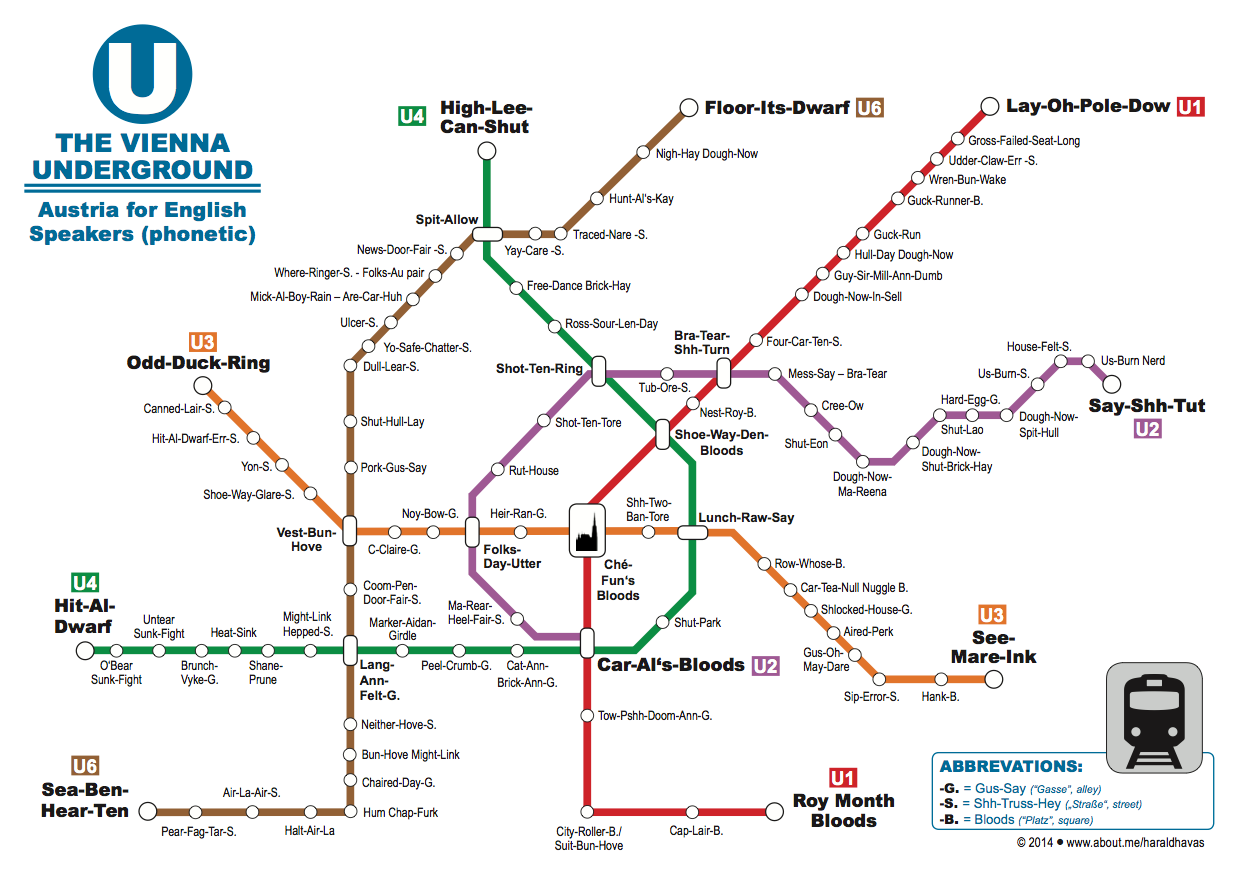 U
THE VIENNA
UNDERGROUND
Austria for English
Speakers (phonetic)
U4
High-Lee-
Can-Shut
Floor-Its-Dwarf U6
Lay-Oh-Pole-Dow U1
Nigh-Hay Dough-Now
Hunt-Al's-Kay
Traced-Nare -S.
Yay-Care -S.
Spit-Allow
News-Door-Fair -S.
Where-Ringer-S. - Folks-Au pair
Mick-Al-Boy-Rain – Are-Car-Huh
Ulcer-S.
Yo-Safe-Chatter-S.
Dull-Lear-S.
Shut-Hull-Lay
Pork-Gus-Say
Gross-Failed-Seat-Long
Udder-Claw-Err -S.
Wren-Bun-Wake
Guck-Runner-B.
Guck-Run
Hull-Day Dough-Now
Guy-Sir-Mill-Ann-Dumb
Dough-Now-In-Sell
Four-Car-Ten-S.
Bra-Tear-
Shh-Turn
Free-Dance Brick-Hay
Ross-Sour-Len-Day
Shot-Ten-Ring
Tub-Ore-S.
Nest-Roy-B.
Shoe-Way-Den-
Bloods
Mess-Say – Bra-Tear
Cree-Ow
Shut-Eon
Dough-Now-
Ma-Reena
Dough-Now-
Shut-Brick-Hay
Hard-Egg-G.
Shut-Lao
Dough-Now-
Spit-Hull
Us-Burn-S.
House-Felt-S.
Us-Burn Nerd
Say-Shh-Tut
U2
U3
Odd-Duck-Ring
Canned-Lair-S.
Hit-Al-Dwarf-Err-S.
Yon-S.
Shoe-Way-Glare-S.
Vest-Bun-
Hove
C-Claire-G.
Noy-Bow-G.
Folks-
Day-Utter
Heir-Ran-G.
Shot-Ten-Tore
Rut-House
Ché-
Fun's
Bloods
Shh-Two-
Ban-Tore
Lunch-Raw-Say
Row-Whose-B.
Car-Tea-Null Nuggle B.
Shlocked-House-G.
Aired-Perk
Gus-Oh-
May-Dare
Sip-Error-S.
Hank-B.
U3
See-
Mare-Ink
U4
Hit-Al-
Dwarf
O'Bear
Sunk-Fight
Untear
Sunk-Fight
Brunch-
Vyke-G.
Heat-Sink
Shane-
Prune
Might-Link
Hepped-S.
Coom-Pen-
Door-Fair-S.
Lang-
Ann-
Felt-G.
Marker-Aidan-
Girdle
Peel-Crumb-G.
Cat-Ann-
Brick-Ann-G.
Ma-Rear-
Heel-Fair-S.
Shut-Park
Car-Al's-Bloods U2
Tow-Pshh-Doom-Ann-G.
Neither-Hove-S.
Bun-Hove Might-Link
Chaired-Day-G.
Hum Chap-Furk
U6
Sea-Ben-
Hear-Ten
Pear-Fag-Tar-S.
Air-La-Air-S.
Halt-Air-La
City-Roller-B./
Suit-Bun-Hove
Cap-Lair-B.
U1
Roy Month
Bloods
ABBREVATIONS:
-G. = Gus-Say ("Gasse", alley)
-S. = Shh-Truss-Hey („Straße“, street)
-B. = Bloods ("Platz", square)
© 2014 ● www.about.me/haraldhavas